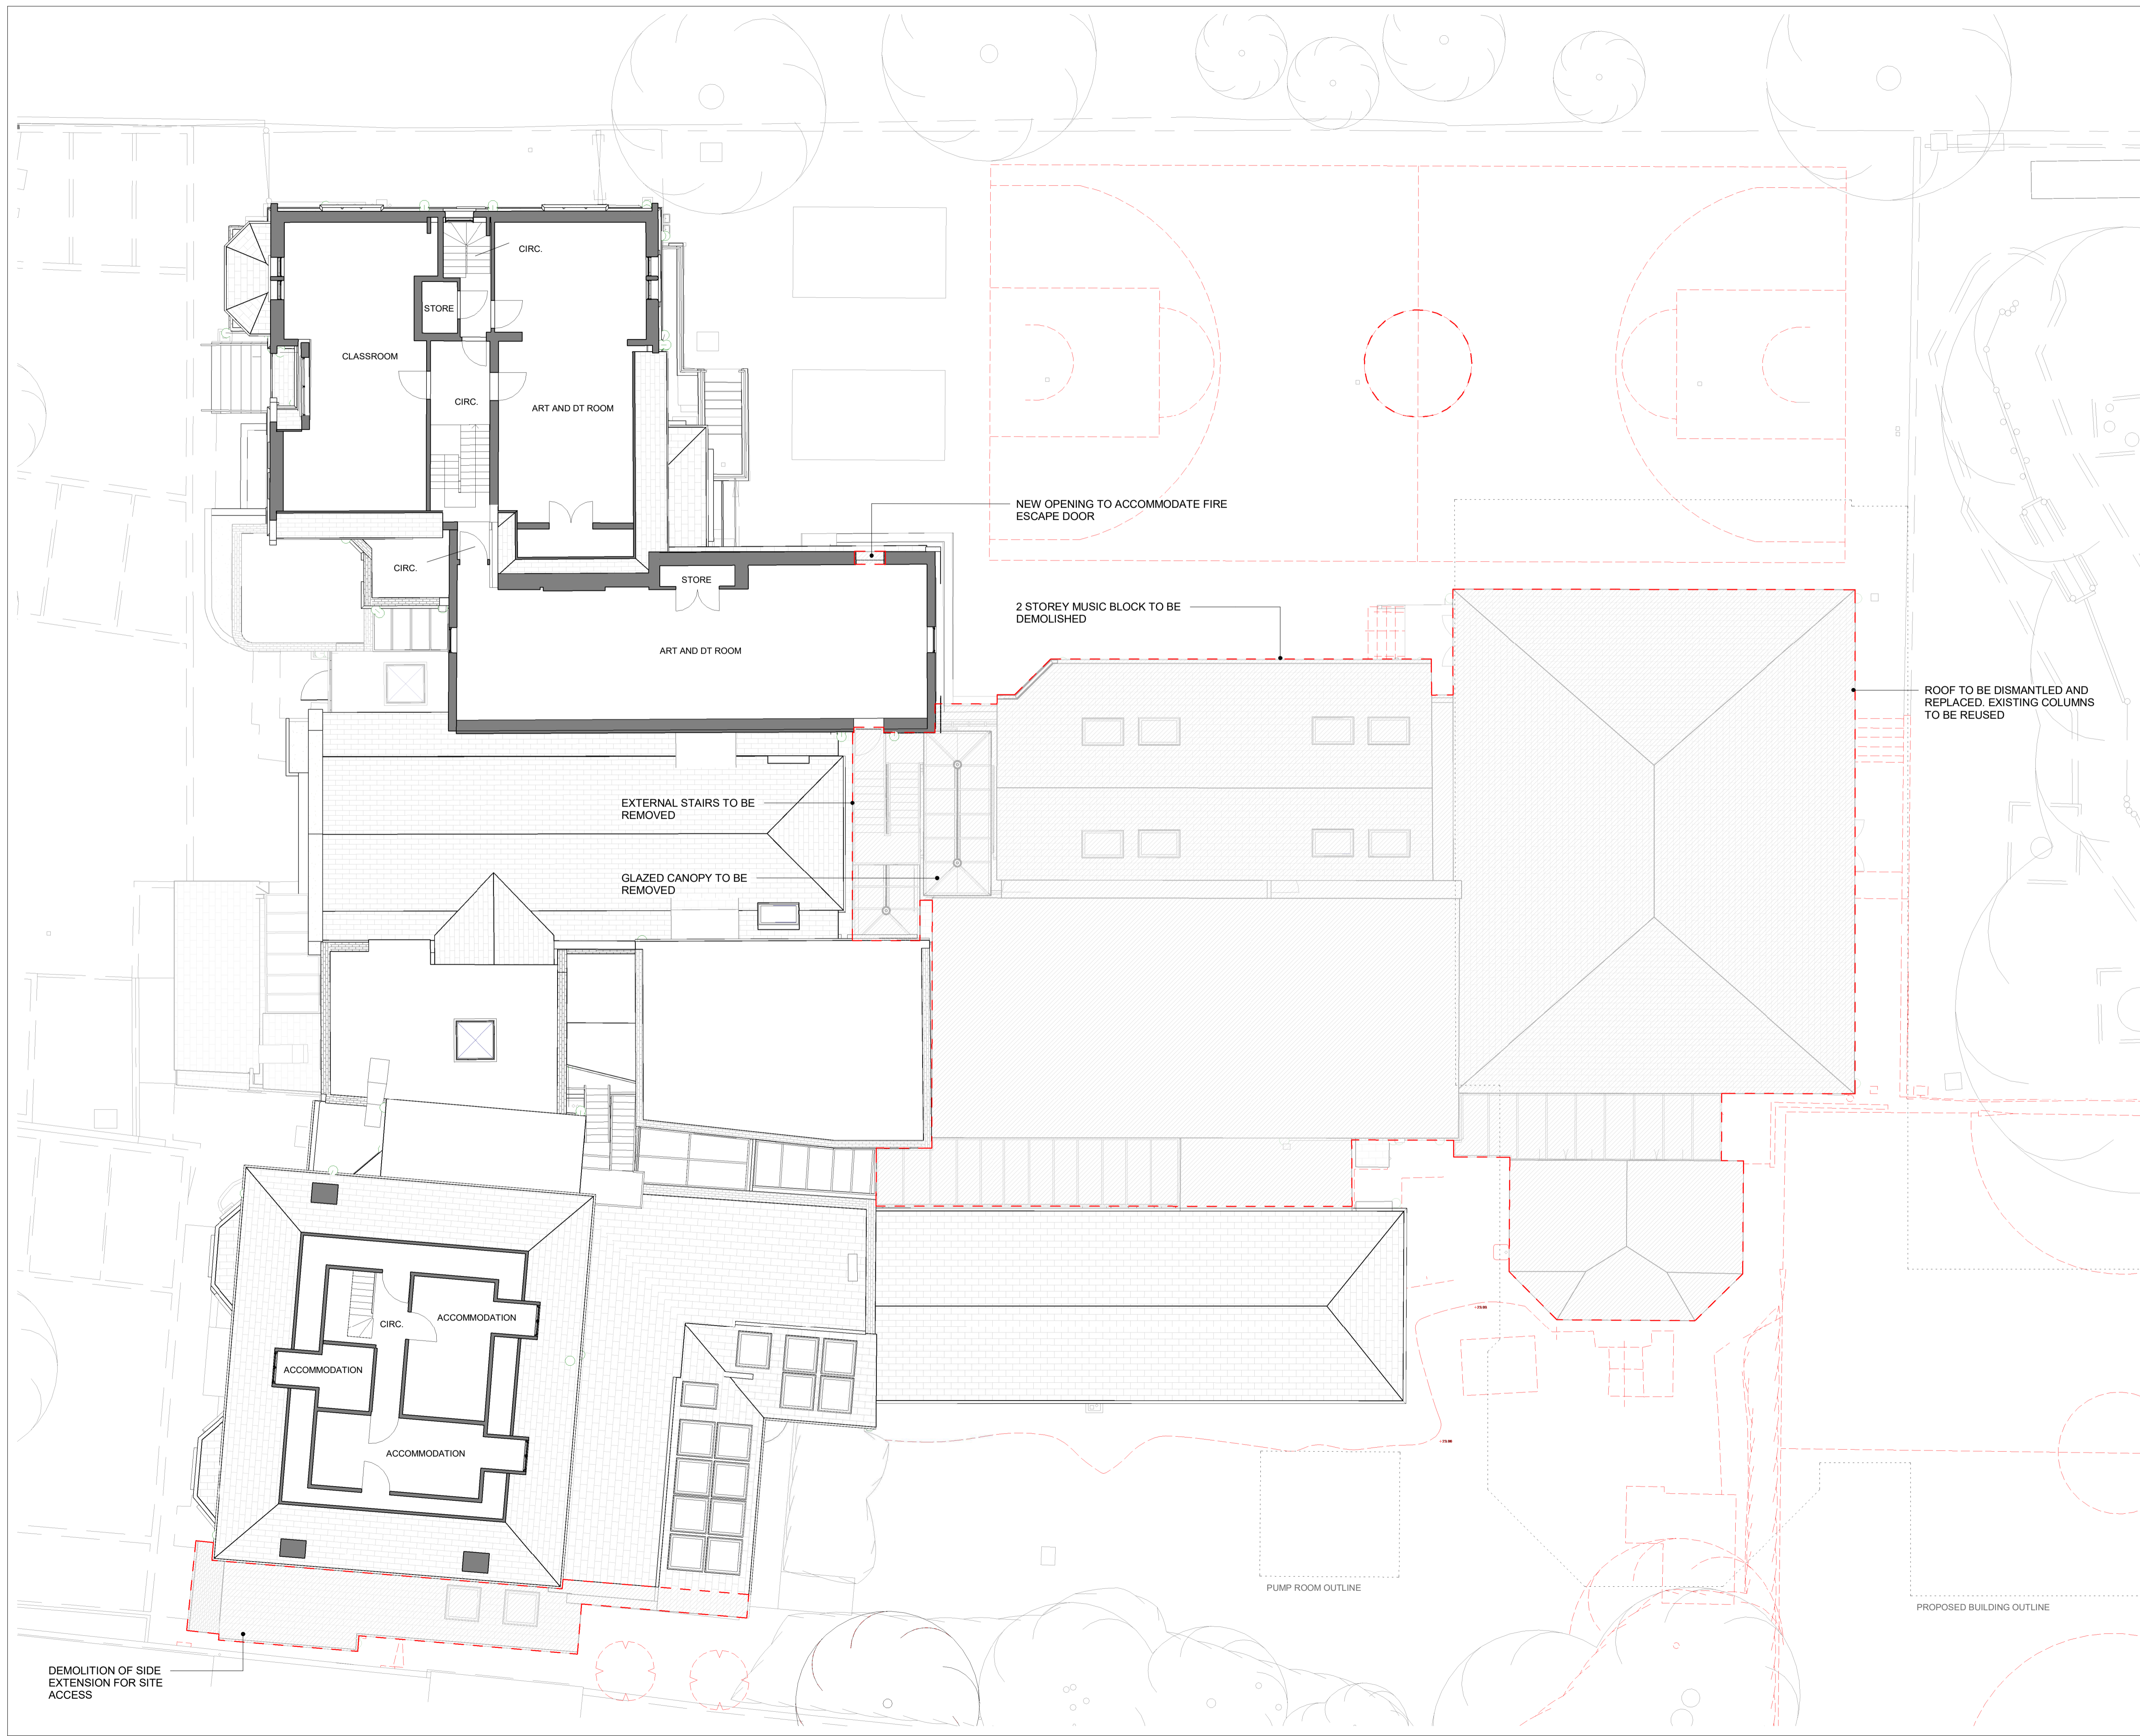 CIRC.
STORE
CLASSROOM
CIRC.
ART AND DT ROOM
NEW OPENING TO ACCOMMODATE FIRE
ESCAPE DOOR
CIRC.
STORE
2 STOREY MUSIC BLOCK TO BE
DEMOLISHED
ART AND DT ROOM
ROOF TO BE DISMANTLED AND
REPLACED. EXISTING COLUMNS
TO BE REUSED
EXTERNAL STAIRS TO BE
REMOVED
GLAZED CANOPY TO BE
REMOVED
ACCOMMODATION
CIRC.
ACCOMMODATION
ACCOMMODATION
PUMP ROOM OUTLINE
PROPOSED BUILDING OUTLINE
DEMOLITION OF SIDE
EXTENSION FOR SITE
ACCESS